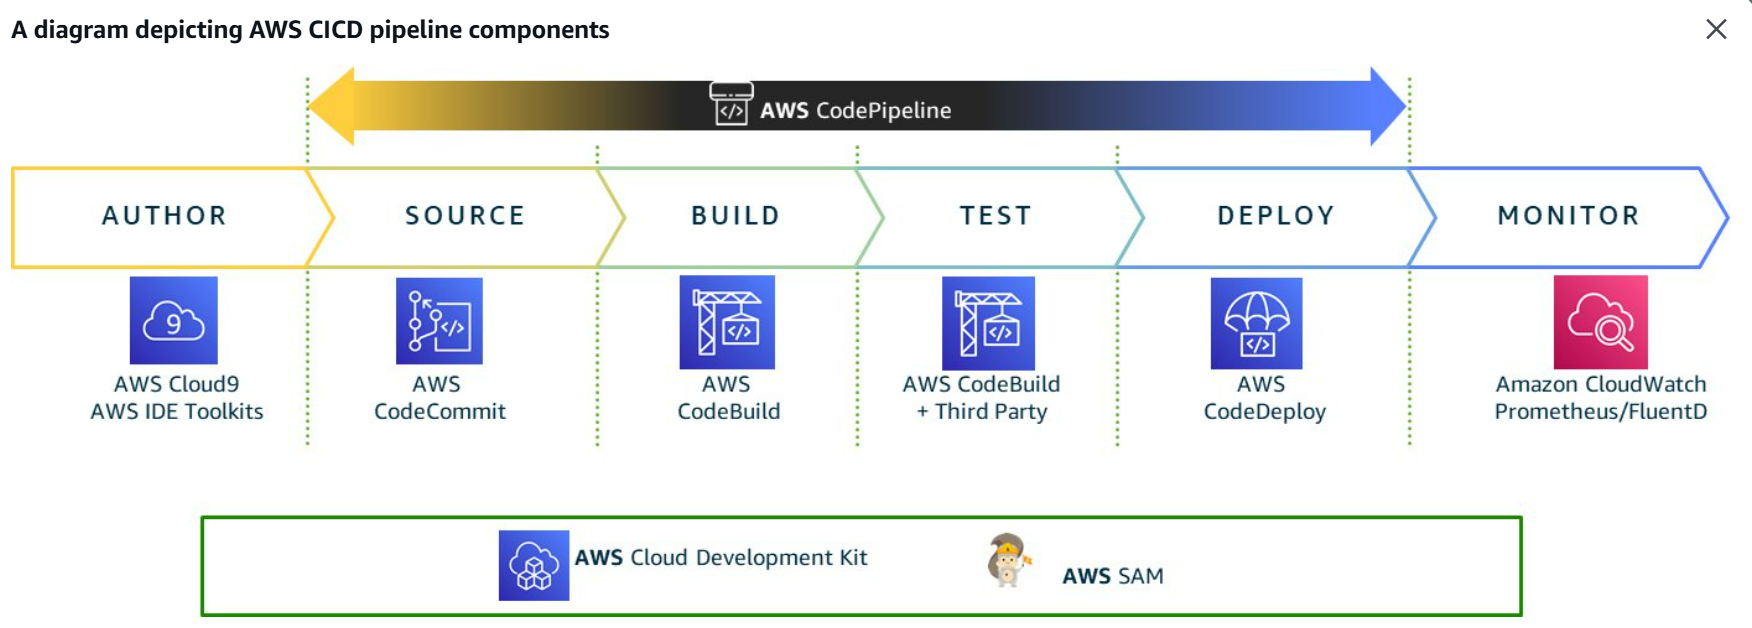 A diagram depicting AWS CICD pipeline components
</> AWS CodePipeline
AUTHOR
SOURCE
BUILD
TEST
DEPLOY
MONITOR
9
</>
</>
</>
</>
AWS Cloud9
AWS IDE Toolkits
AWS
CodeCommit
AWS
CodeBuild
AWS CodeBuild
+ Third Party
AWS
CodeDeploy
Amazon CloudWatch
Prometheus/FluentD
AWS Cloud Development Kit
AWS SAM